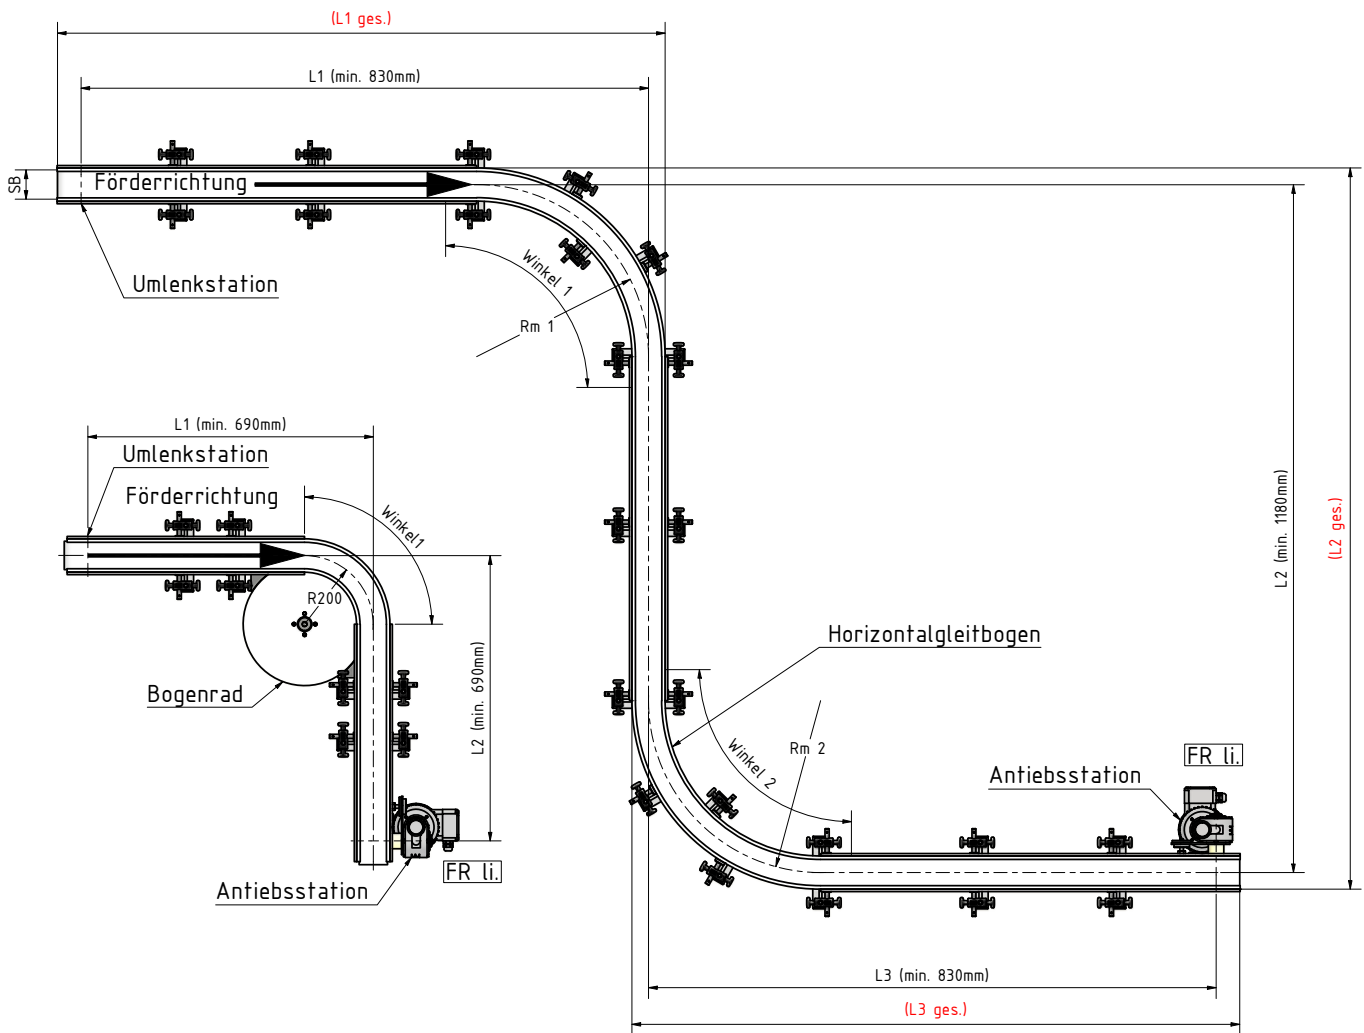 (L1 ges.)
L1 (min. 830mm)
SB
Förderrichtung
Umlenkstation
Winkel 1
Rm 1
L1 (min. 690mm)
Umlenkstation
Förderrichtung
Winkel1
R200
Bogenrad
L2 (min. 690mm)
FR li.
Antiebsstation
L2 (min. 1180mm)
(L2 ges.)
Horizontalgleitbogen
Winkel 2
Rm 2
FR li.
Antiebsstation
L3 (min. 830mm)
(L3 ges.)